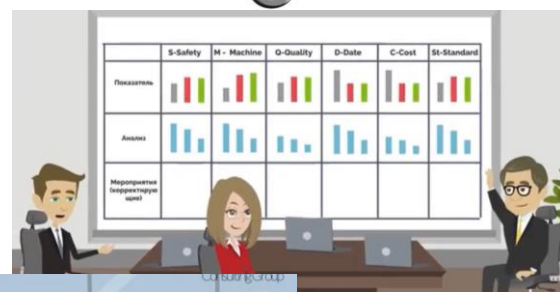 S-Safety M - Machine Q-Quality D-Date C-Cost St-Standard
Показатель
Анализ
Мероприятия
(корректирую
щие)
Consulting Group